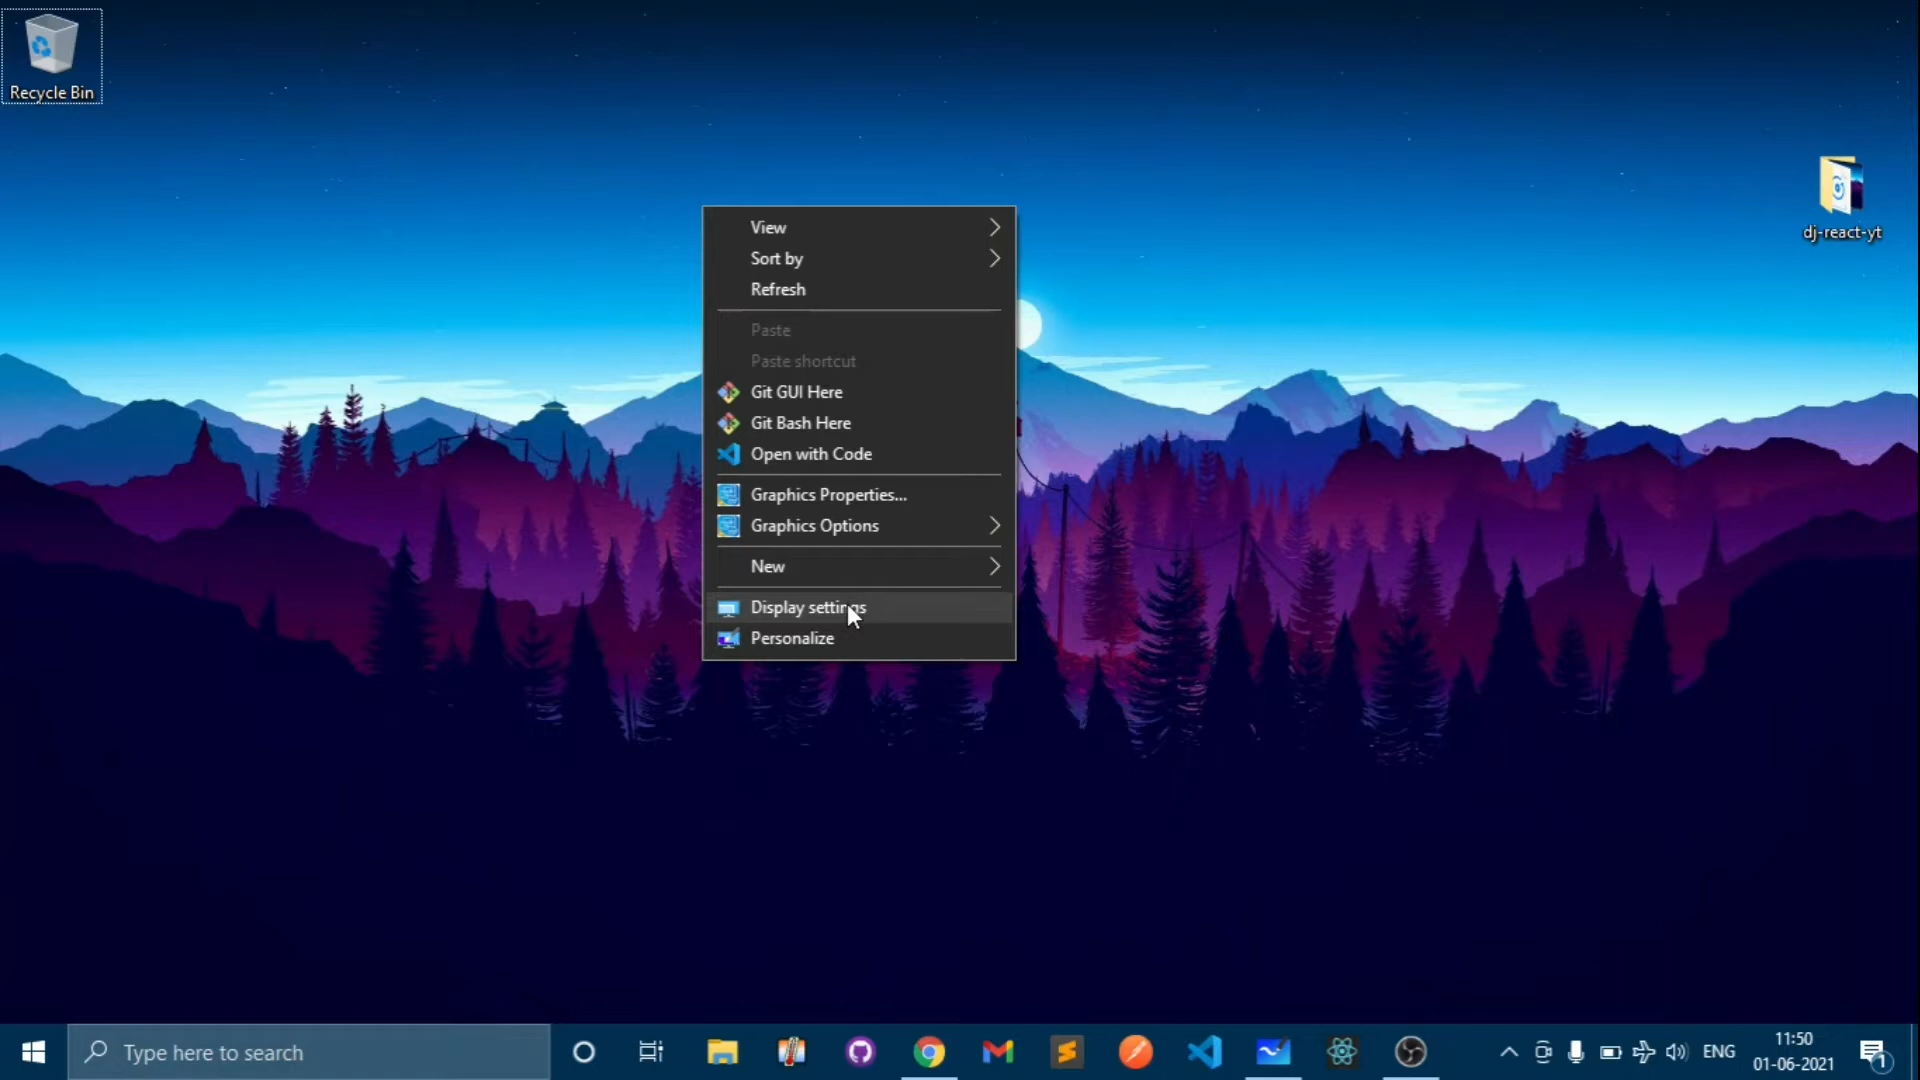 Recycle Bin
dj-react-yt
View
Sort by
Refresh
Paste
Paste shortcut
Git GUI Here
Git Bash Here
Open with Code
Graphics Properties...
Graphics Options
New
Display settings
Personalize
Type here to search
ENG
11:50
01-06-2021
1